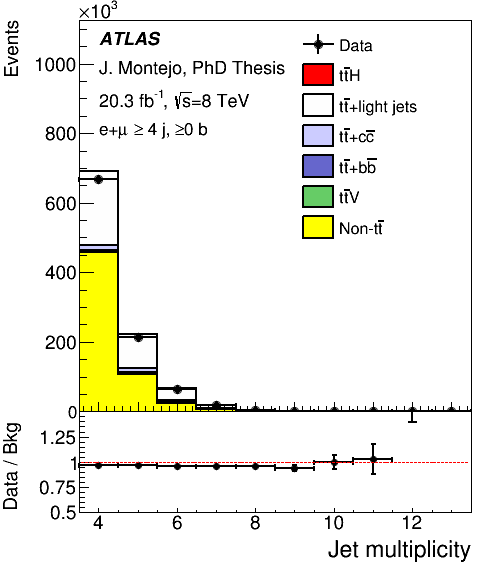 ×10³
Events
ATLAS
J. Montejo, PhD Thesis
20.3 fb⁻¹, √s=8 TeV
e+μ ≥ 4 j, ≥0 b
Data
tt̄H
tt̄+light jets
tt̄+cc̄
tt̄+bb̄
tt̄V
Non-tt̄
1000
800
600
400
200
0
Data / Bkg
1.25
1
0.75
0.5
4 6 8 10 12
Jet multiplicity